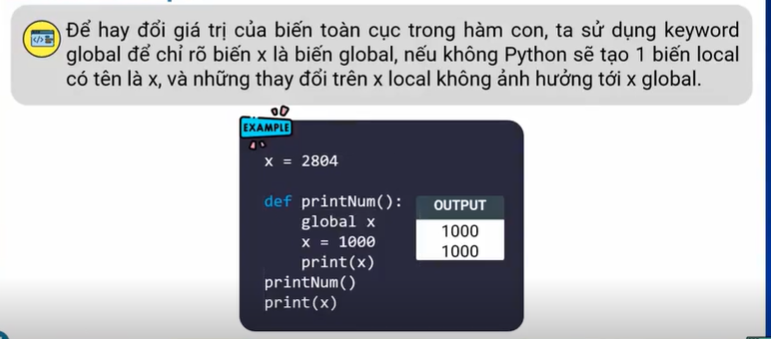 Để hay đổi giá trị của biến toàn cục trong hàm con, ta sử dụng keyword
global để chỉ rõ biến x là biến global, nếu không Python sẽ tạo 1 biến local
có tên là x, và những thay đổi trên x local không ảnh hưởng tới x global.
EXAMPLE
x = 2804
def printNum():
global x
x = 1000
print(x)
printNum()
print(x)
OUTPUT
1000
1000